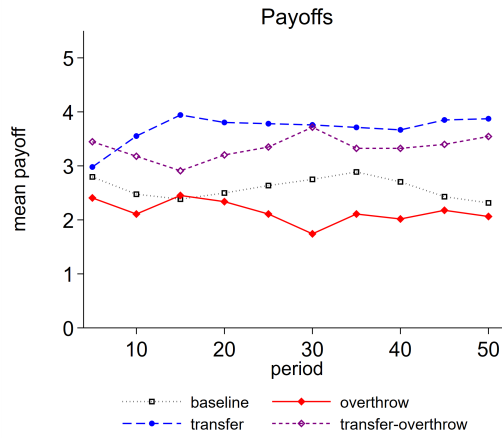 Payoffs
mean payoff
5
4
3
2
1
0
10 20 30 40 50
period
baseline overthrow
transfer transfer-overthrow